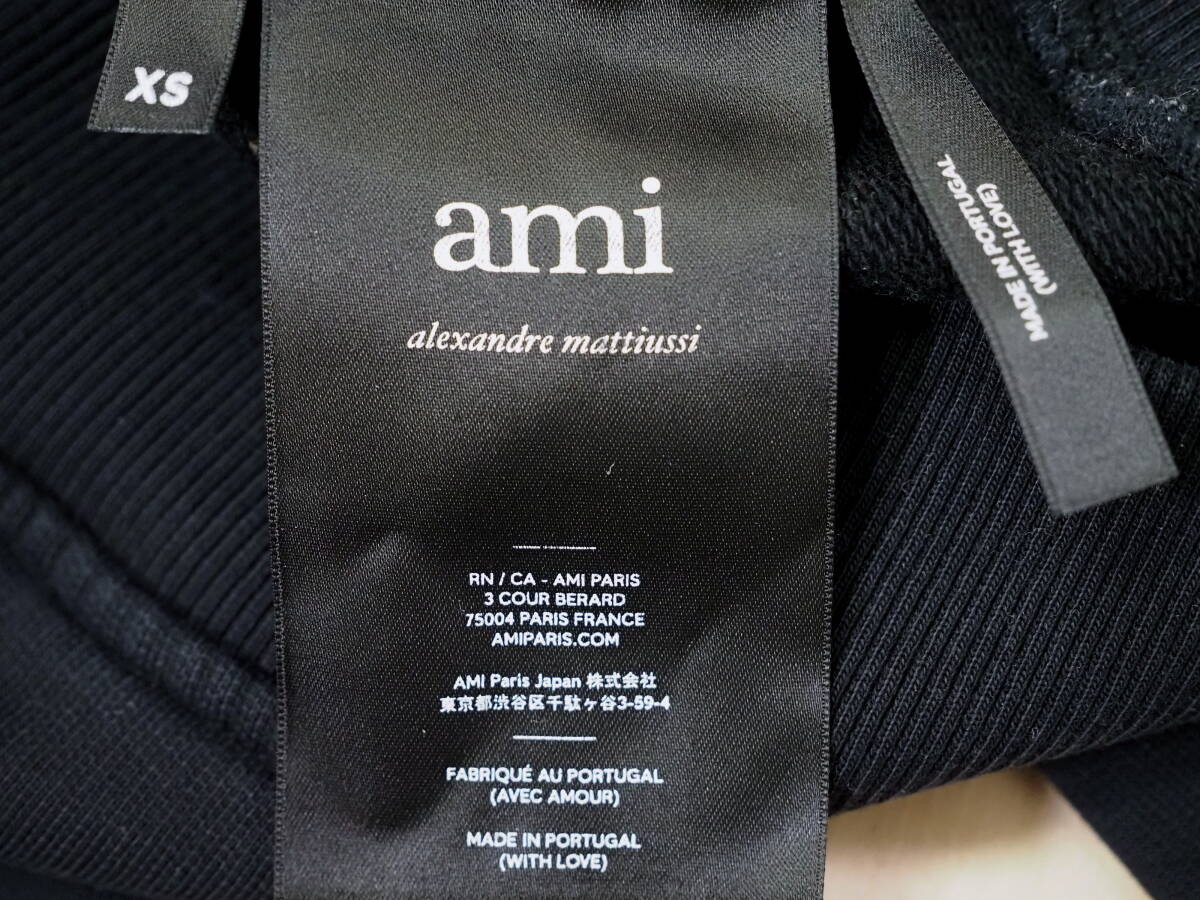 XS
ami
alexandre mattiussi
RN / CA - AMI PARIS
3 COUR BERARD
75004 PARIS FRANCE
AMIPARIS.COM
AMI Paris Japan 株式会社
東京都渋谷区千駄ヶ谷3-59-4
FABRIQUÉ AU PORTUGAL
(AVEC AMOUR)
MADE IN PORTUGAL
(WITH LOVE)
MADE IN PORTUGAL
(WITH LOVE)